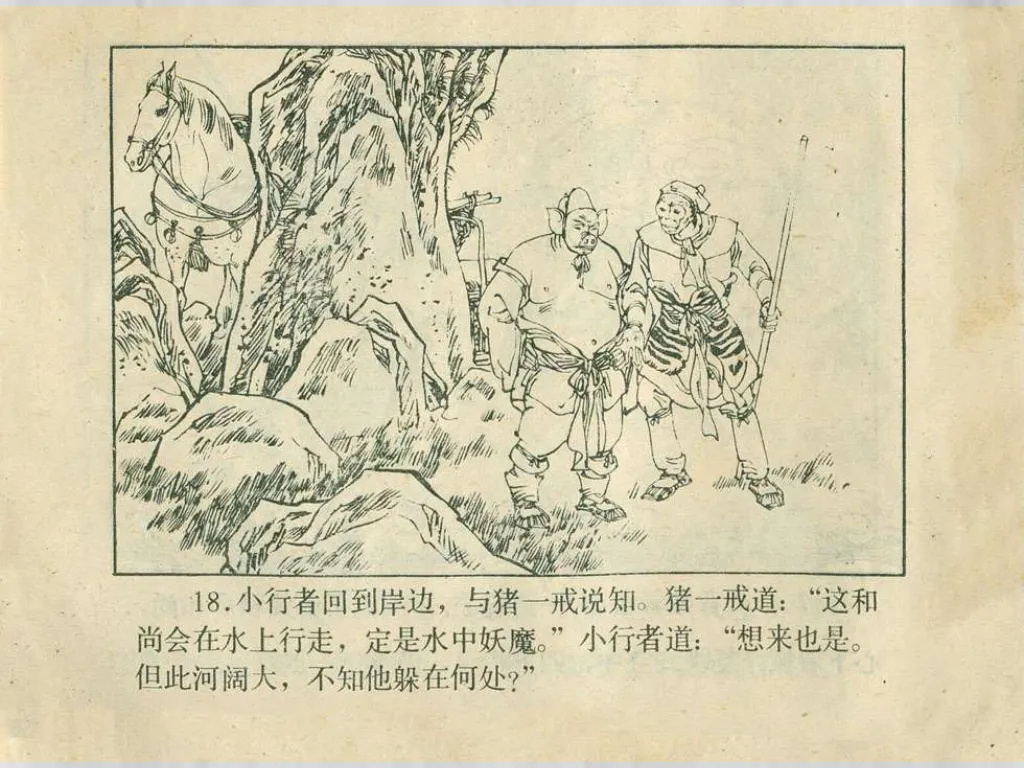 18.小行者回到岸边，与猪一戒说知。猪一戒道：“这和
尚会在水上行走，定是水中妖魔。”小行者道：“想来也是。
但此河阔大，不知他躲在何处?”